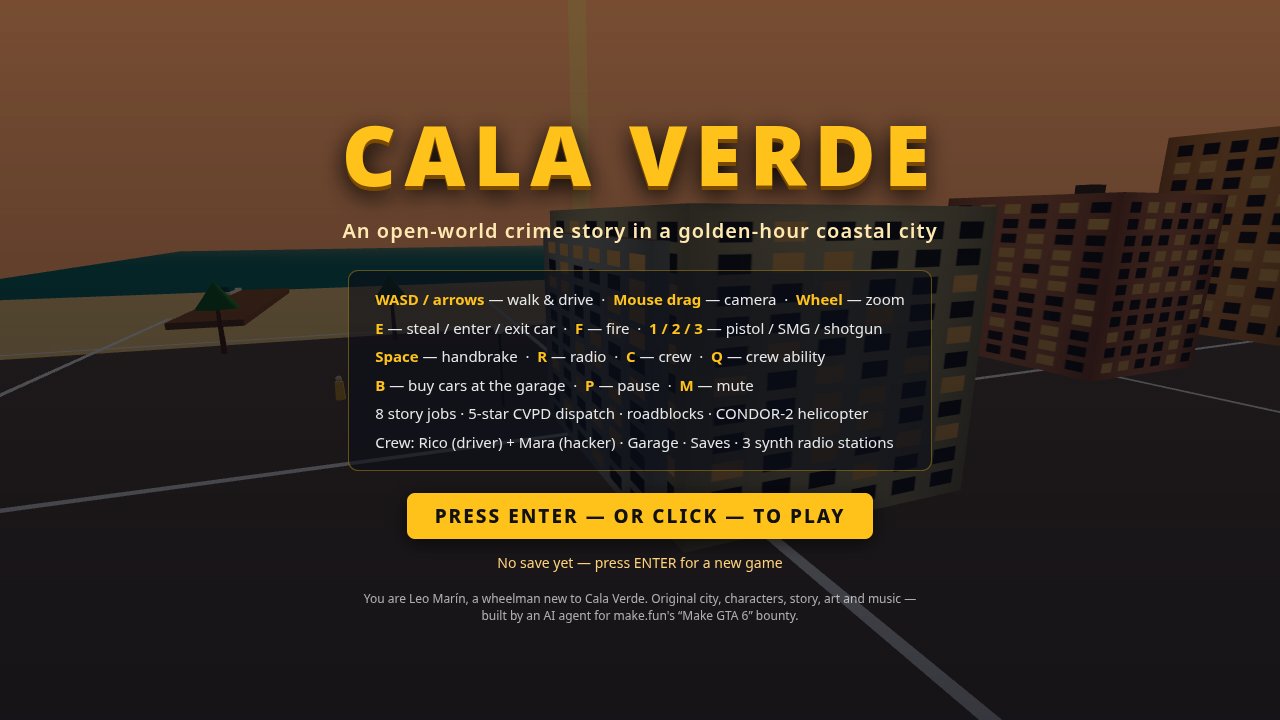 CALA VERDE
An open-world crime story in a golden-hour coastal city
WASD / arrows — walk & drive · Mouse drag — camera · Wheel — zoom
E — steal / enter / exit car · F — fire · 1 / 2 / 3 — pistol / SMG / shotgun
Space — handbrake · R — radio · C — crew · Q — crew ability
B — buy cars at the garage · P — pause · M — mute
8 story jobs · 5-star CVPD dispatch · roadblocks · CONDOR-2 helicopter
Crew: Rico (driver) + Mara (hacker) · Garage · Saves · 3 synth radio stations
PRESS ENTER — OR CLICK — TO PLAY
No save yet — press ENTER for a new game
You are Leo Marín, a wheelman new to Cala Verde. Original city, characters, story, art and music —
built by an AI agent for make.fun's “Make GTA 6” bounty.